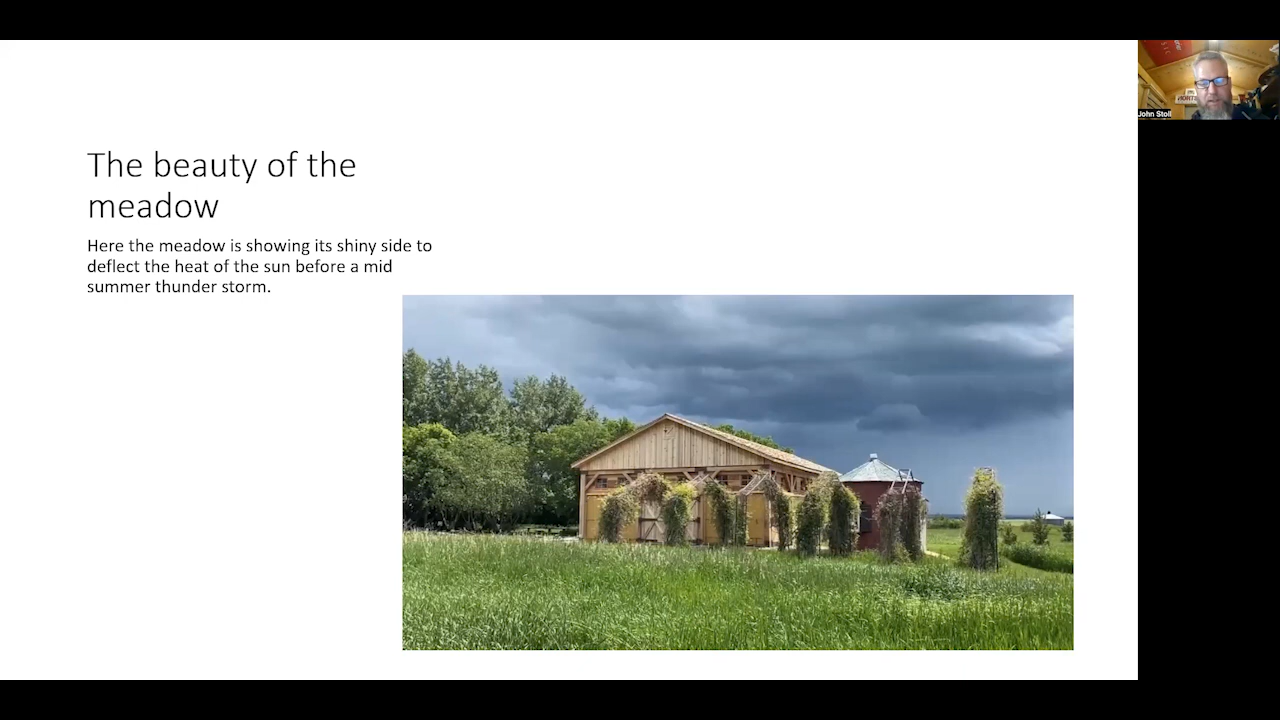 The beauty of the
meadow
Here the meadow is showing its shiny side to
deflect the heat of the sun before a mid
summer thunder storm.
John Stoll